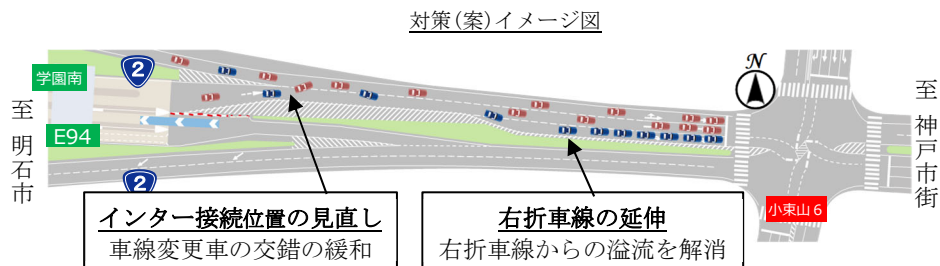 対策(案)イメージ図
学園南
2
N
至 明石市
E94
至 神戸市街
2
小束山6
インター接続位置の見直し
車線変更車の交錯の緩和
右折車線の延伸
右折車線からの溢流を解消